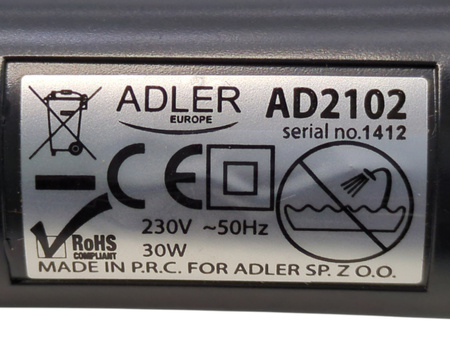 ADLER
EUROPE
AD2102
serial no.1412
CE
230V ~50Hz
30W
RoHS
COMPLIANT
MADE IN P.R.C. FOR ADLER SP. Z O.O.